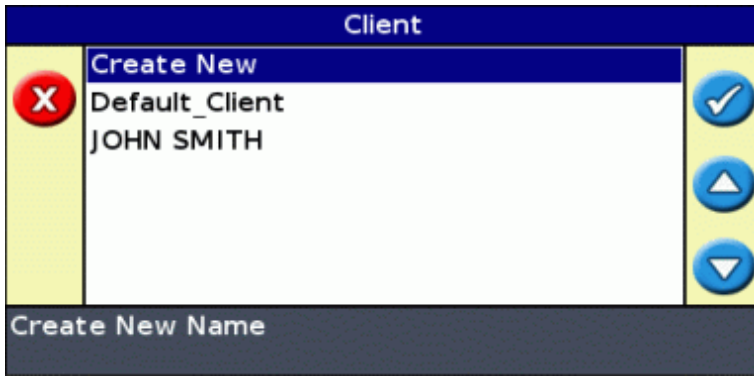 Client
Create New
Default_Client
JOHN SMITH
Create New Name